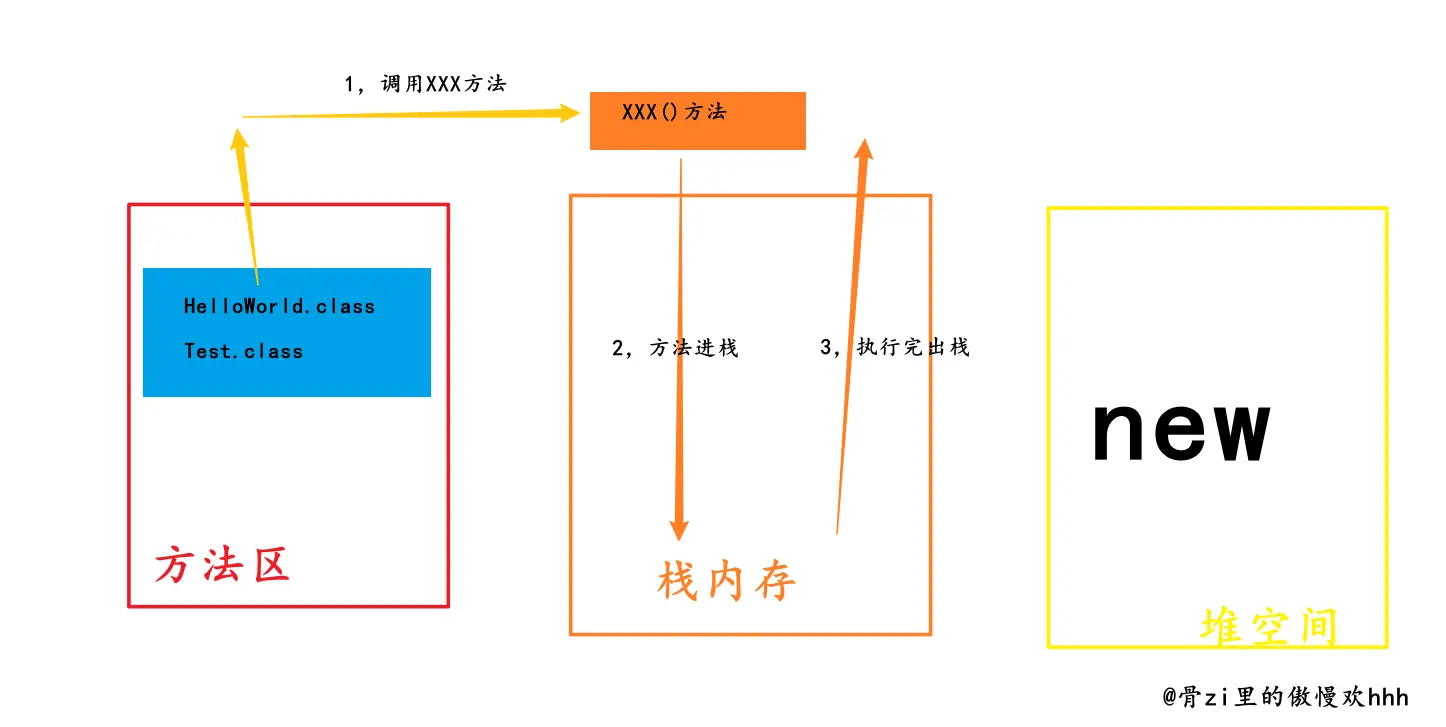 1, 调用XXX方法
XXX()方法
HelloWorld.class
Test.class
2, 方法进栈
3, 执行完出栈
new
方法区
栈内存
堆空间
@骨zi里的傲慢欢hhh